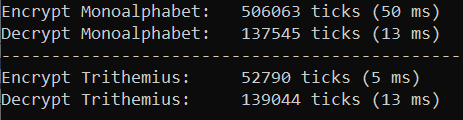 Encrypt Monoalphabet:   506063 ticks (50 ms)
Decrypt Monoalphabet:   137545 ticks (13 ms)
----------------------------------------------
Encrypt Trithemius:     52790 ticks (5 ms)
Decrypt Trithemius:     139044 ticks (13 ms)